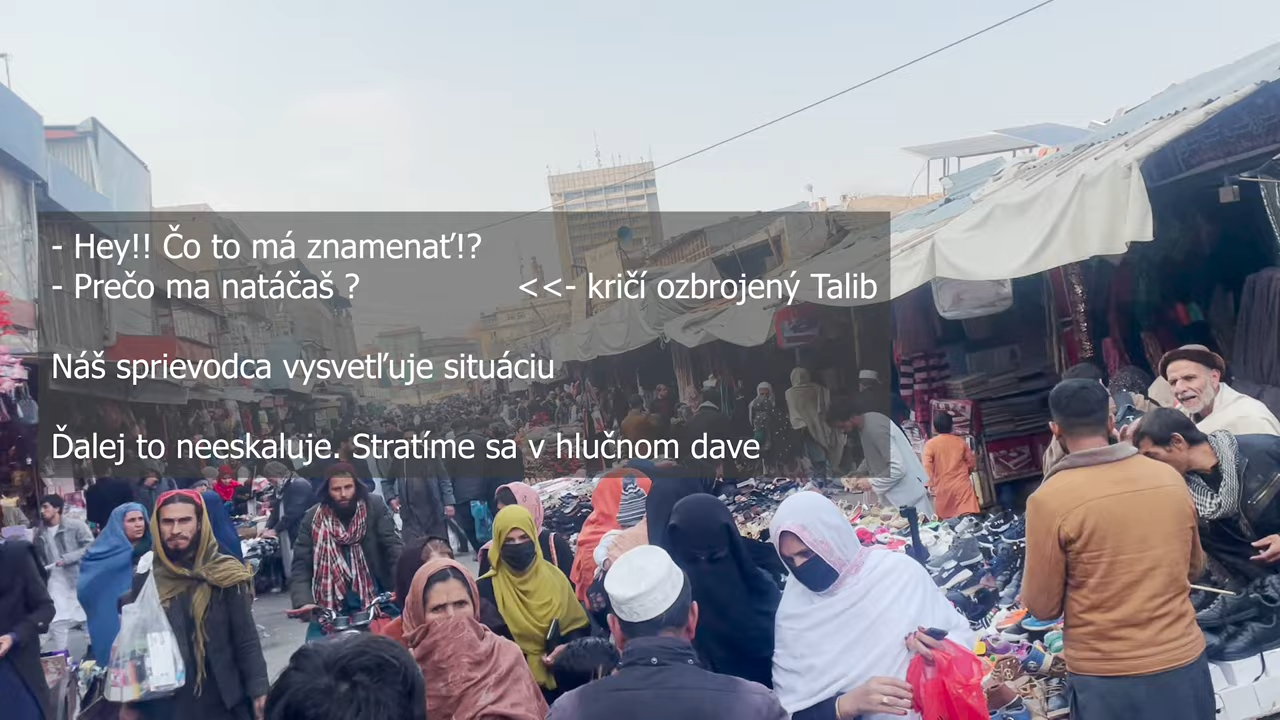 - Hey!! Čo to má znamenať!?
- Prečo ma natáčaš ? <<- kričí ozbrojený Talib
Náš sprievodca vysvetľuje situáciu
Ďalej to neeskaluje. Stratíme sa v hlučnom dave